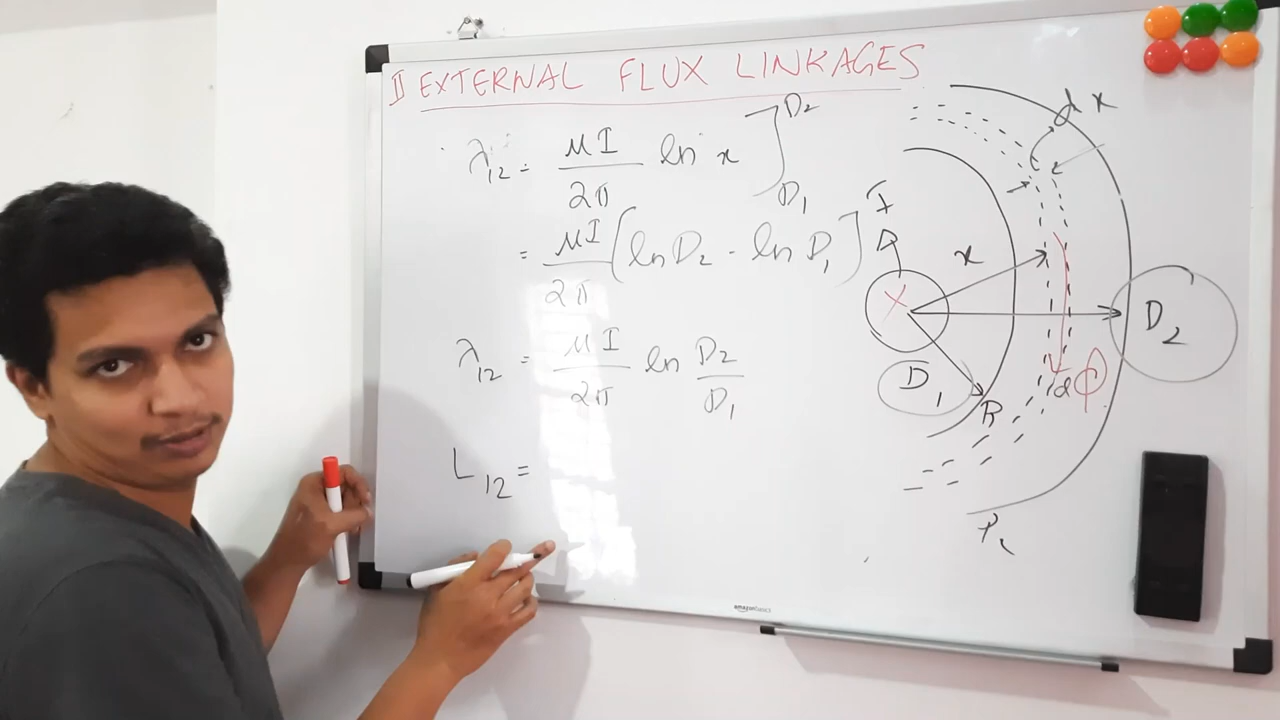 II EXTERNAL FLUX LINKAGES
λ₁₂ = μI/2π ln x ]D₁^D₂
= μI/2π (ln D₂ - ln D₁]
λ₁₂ = μI/2π ln D₂/D₁
L₁₂ =
dx
I
x
X
D₁
D₂
dφ
P₂
amazonbasics